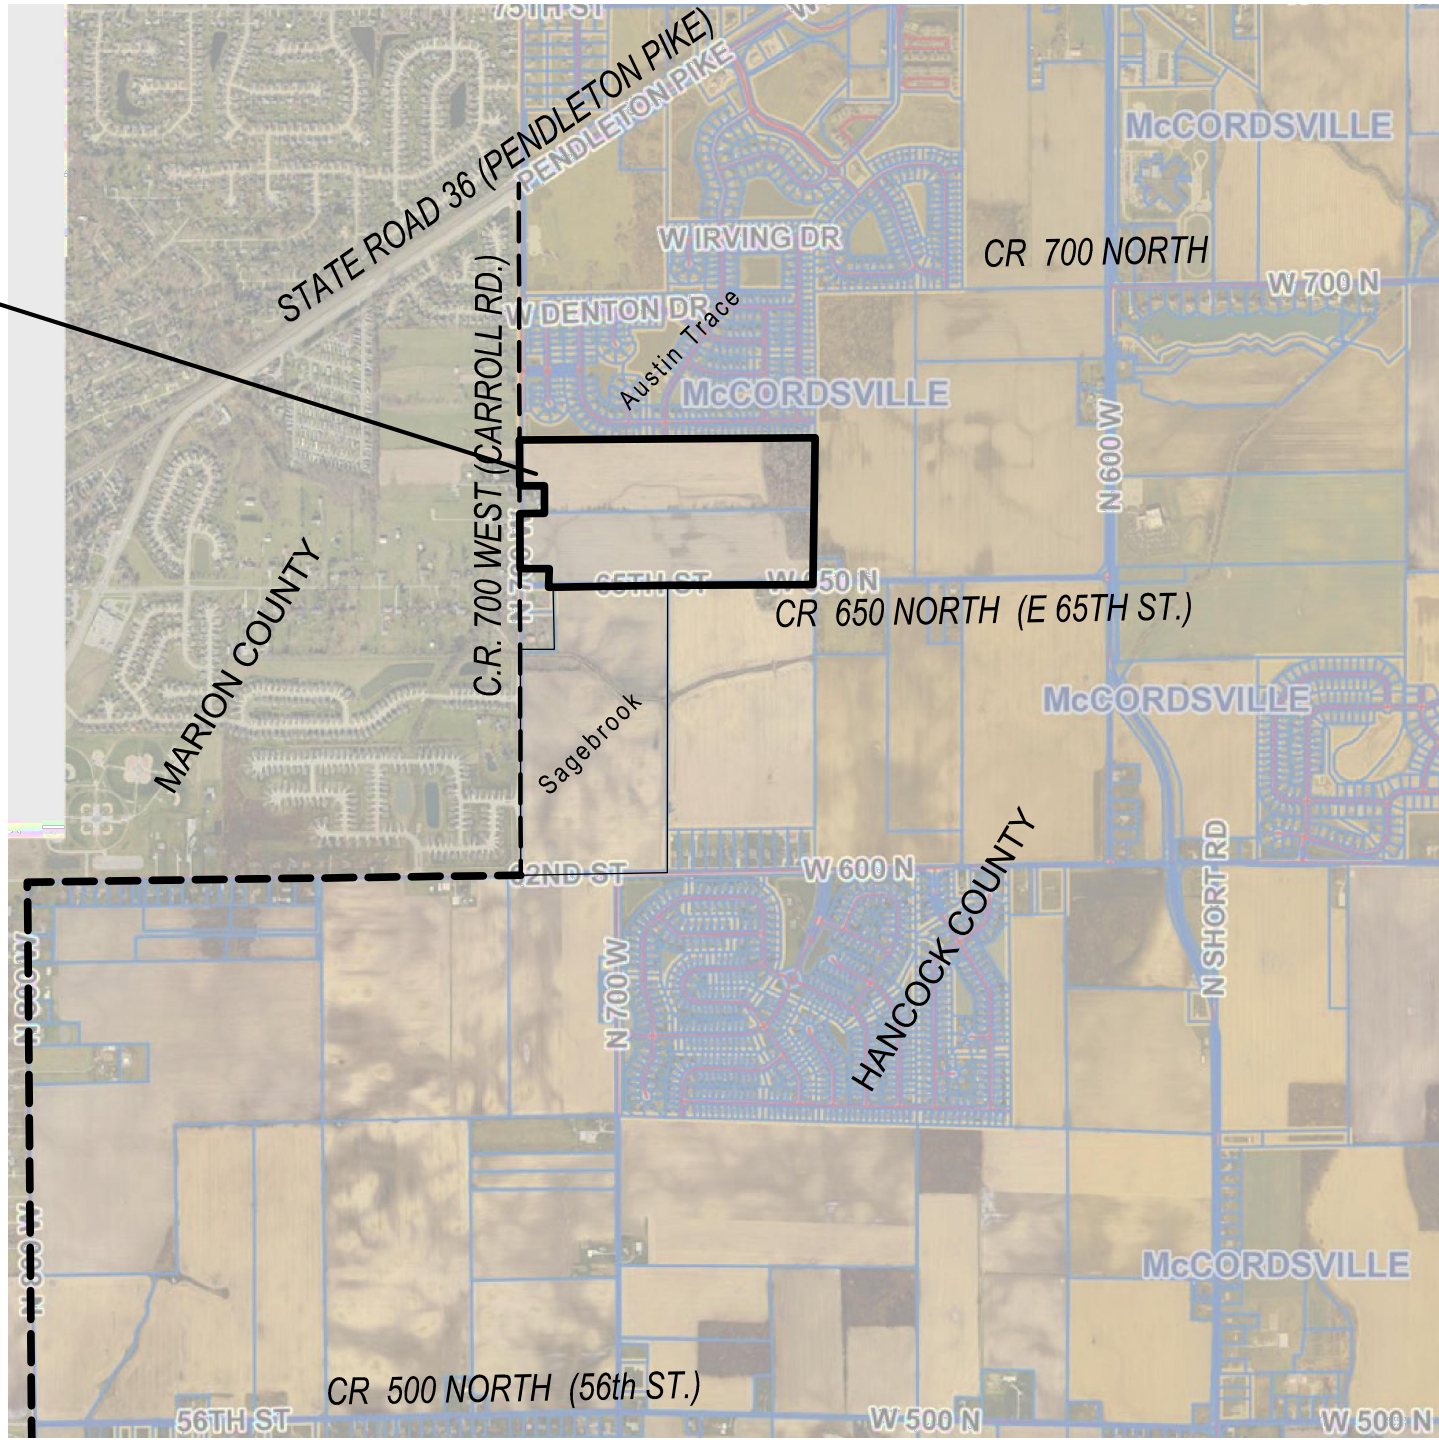 75TH ST
STATE ROAD 36 (PENDLETON PIKE)
PENDLETON PIKE
McCORDSVILLE
W IRVING DR
CR 700 NORTH
W 700 N
W DENTON DR
Austin Trace
McCORDSVILLE
C.R. 700 WEST (CARROLL RD.)
N 600 W
MARION COUNTY
65TH ST
CR 650 NORTH (E 65TH ST.)
McCORDSVILLE
Sagebrook
62ND ST
W 600 N
N SHORT RD
HANCOCK COUNTY
N 700 W
N 800 W
McCORDSVILLE
CR 500 NORTH (56th ST.)
56TH ST
W 500 N
W 500 N